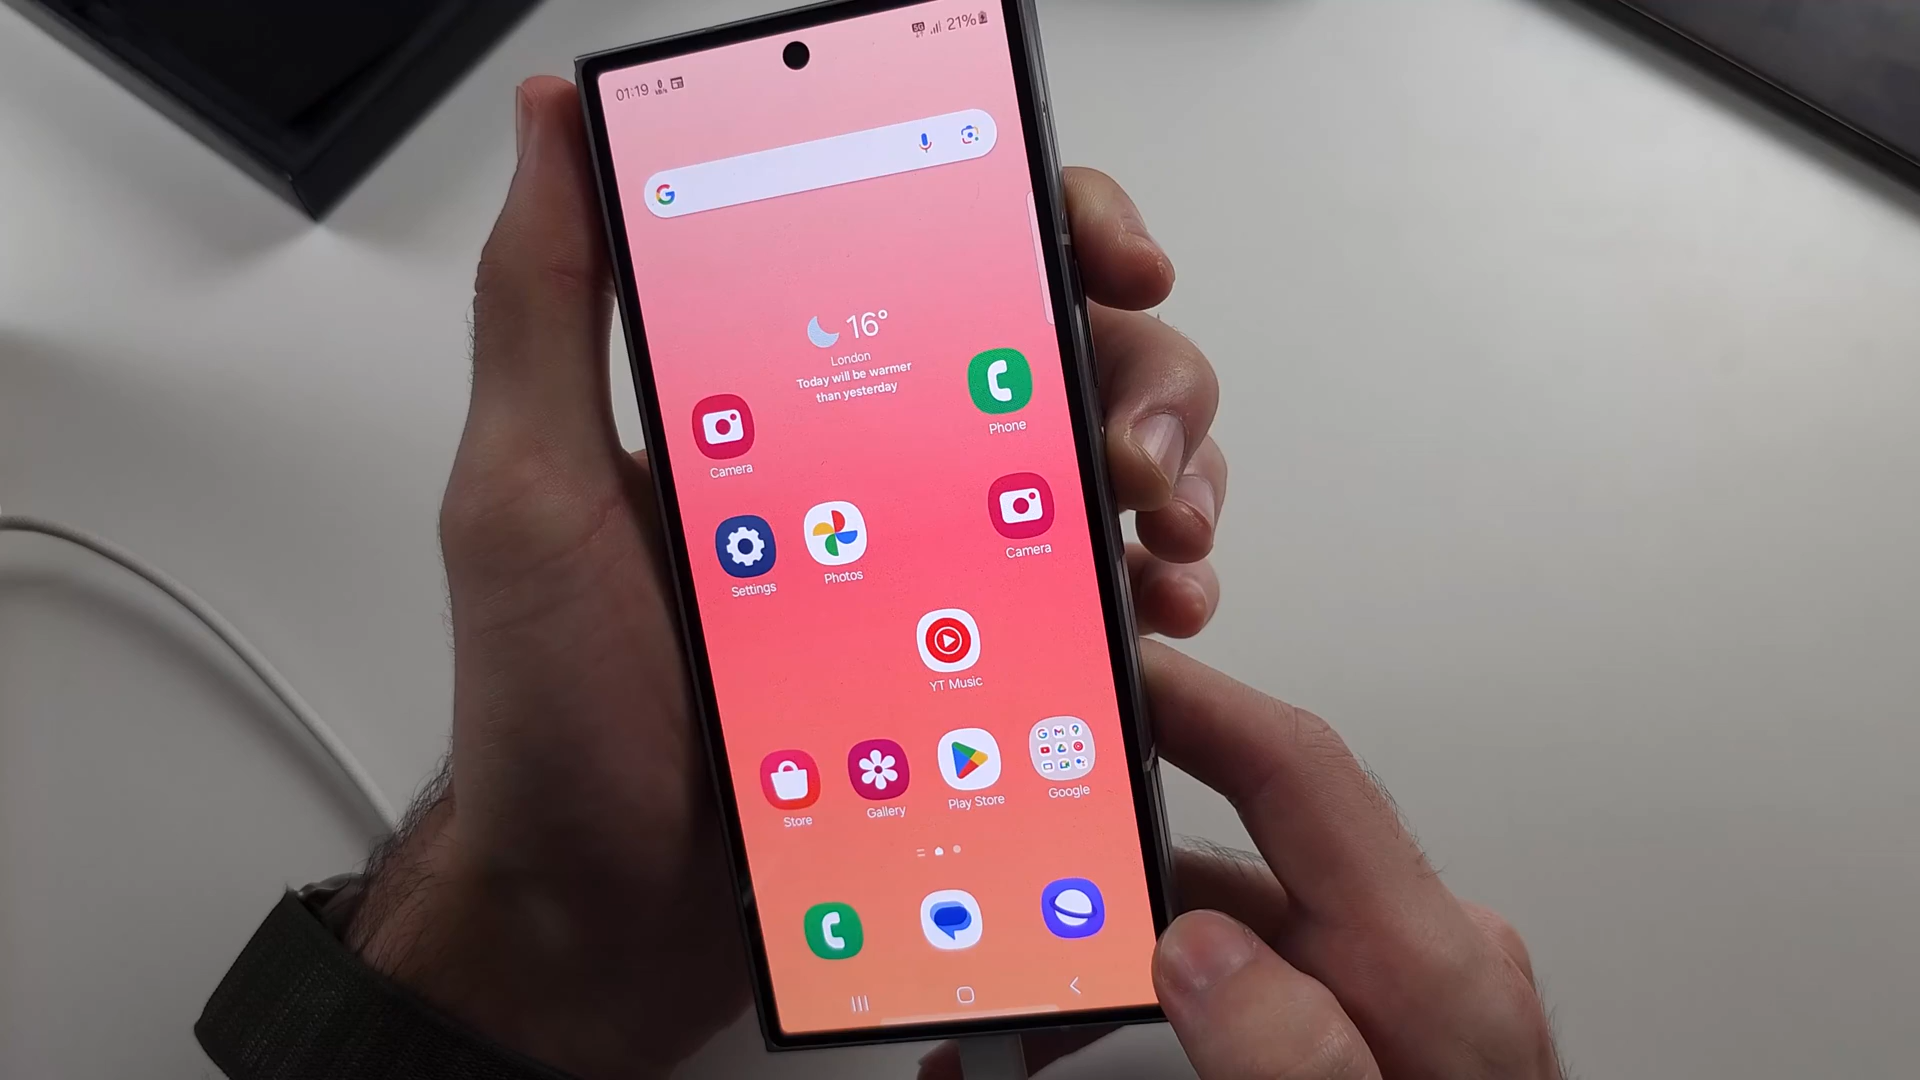 01:19
5G 21%
16°
London
Today will be warmer
than yesterday
Camera
Phone
Settings
Photos
Camera
YT Music
Store
Gallery
Play Store
Google